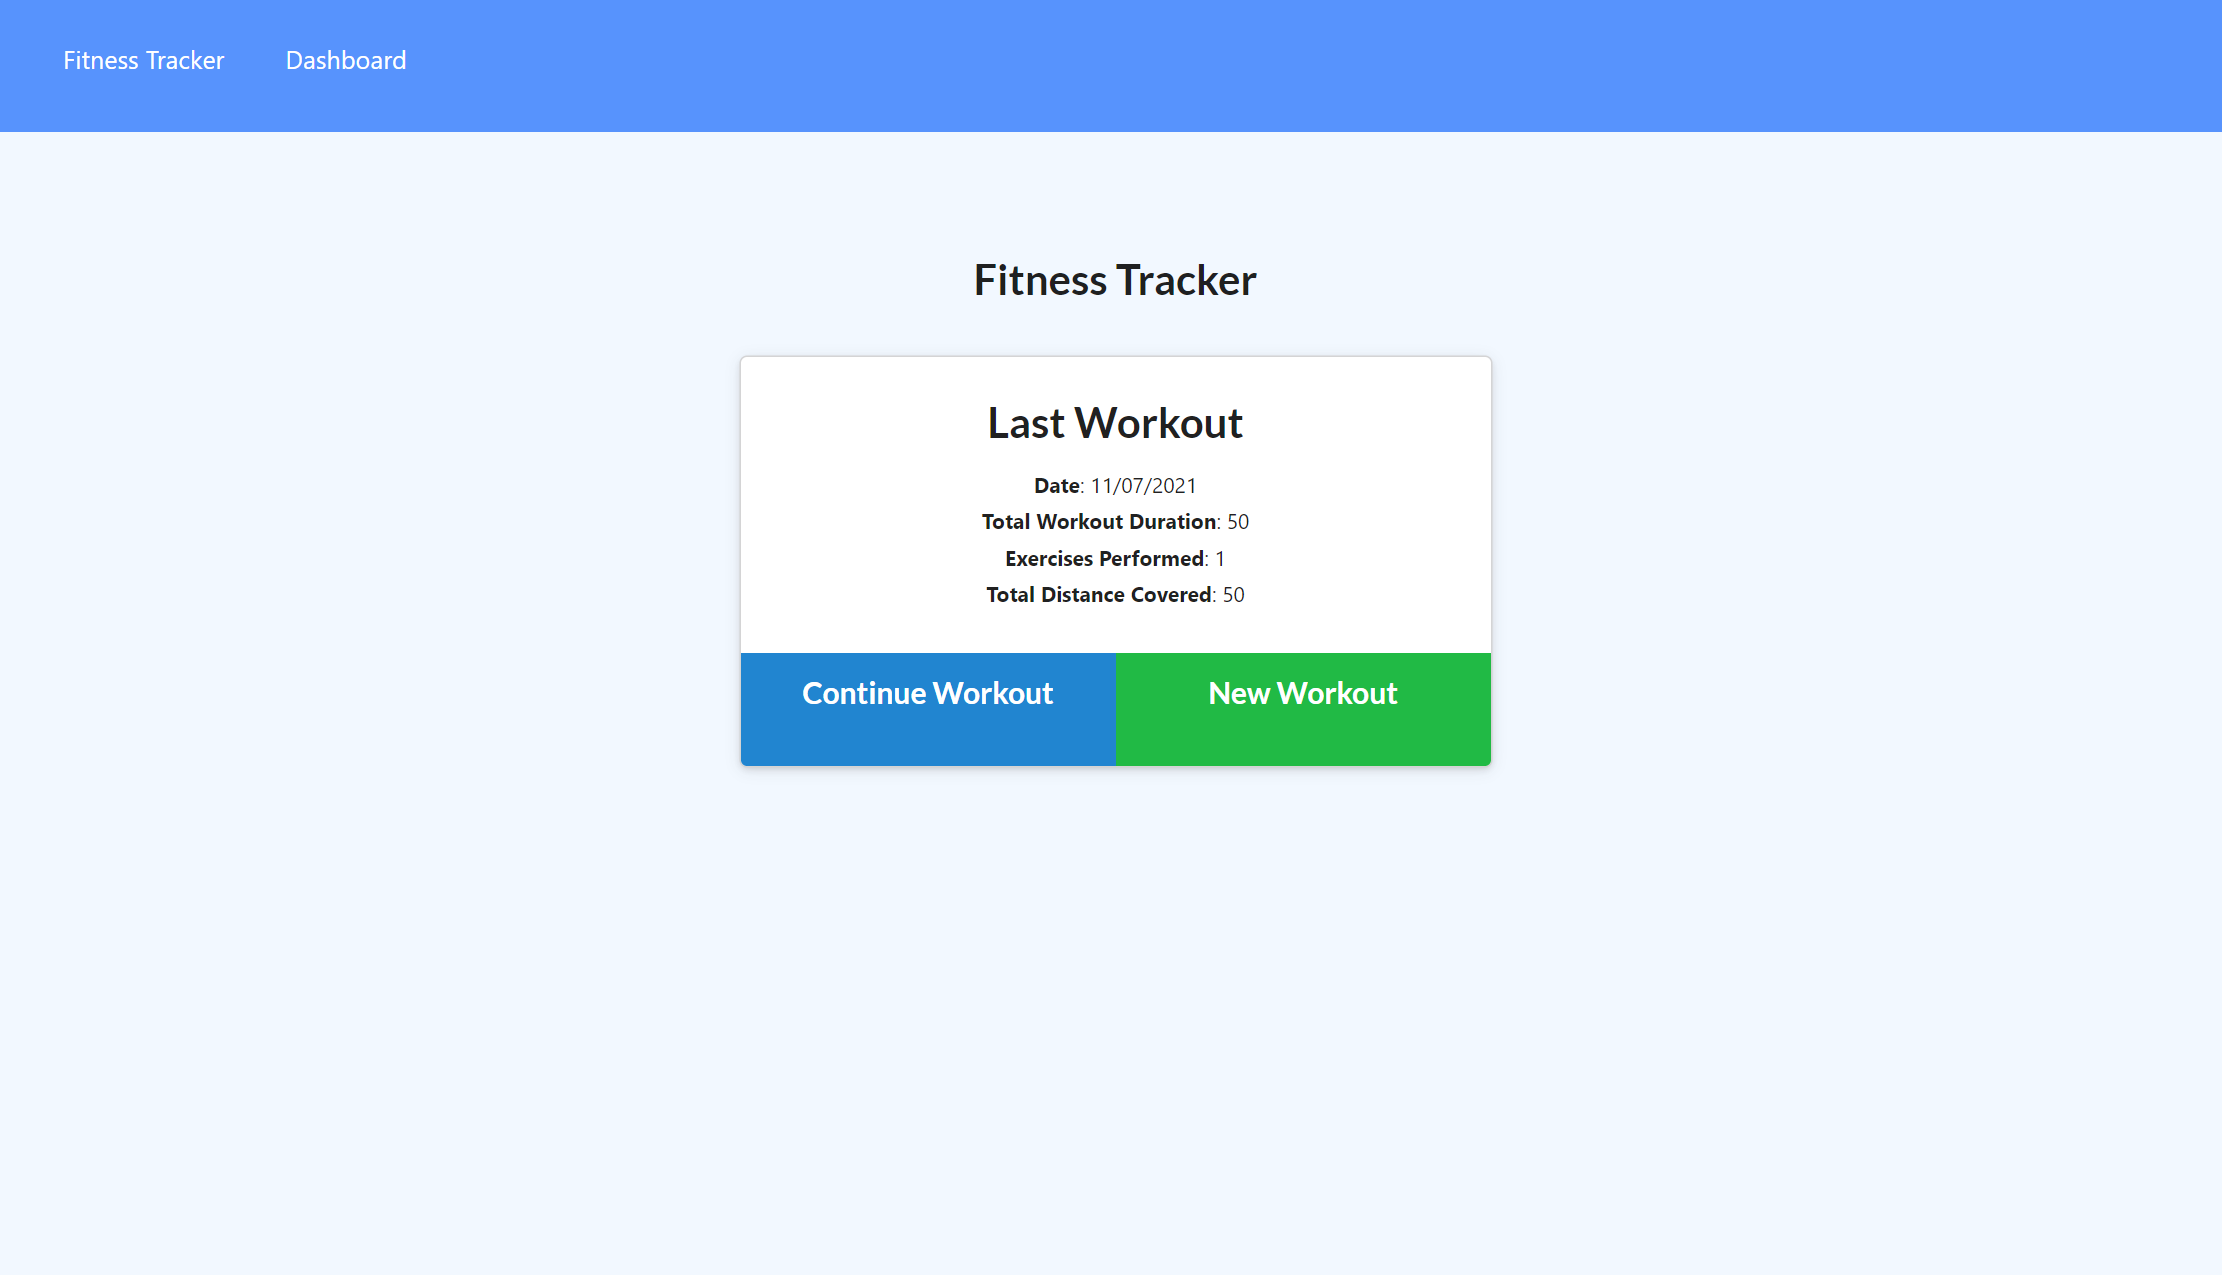 Fitness Tracker Dashboard
Fitness Tracker
Last Workout
Date: 11/07/2021
Total Workout Duration: 50
Exercises Performed: 1
Total Distance Covered: 50
Continue Workout New Workout